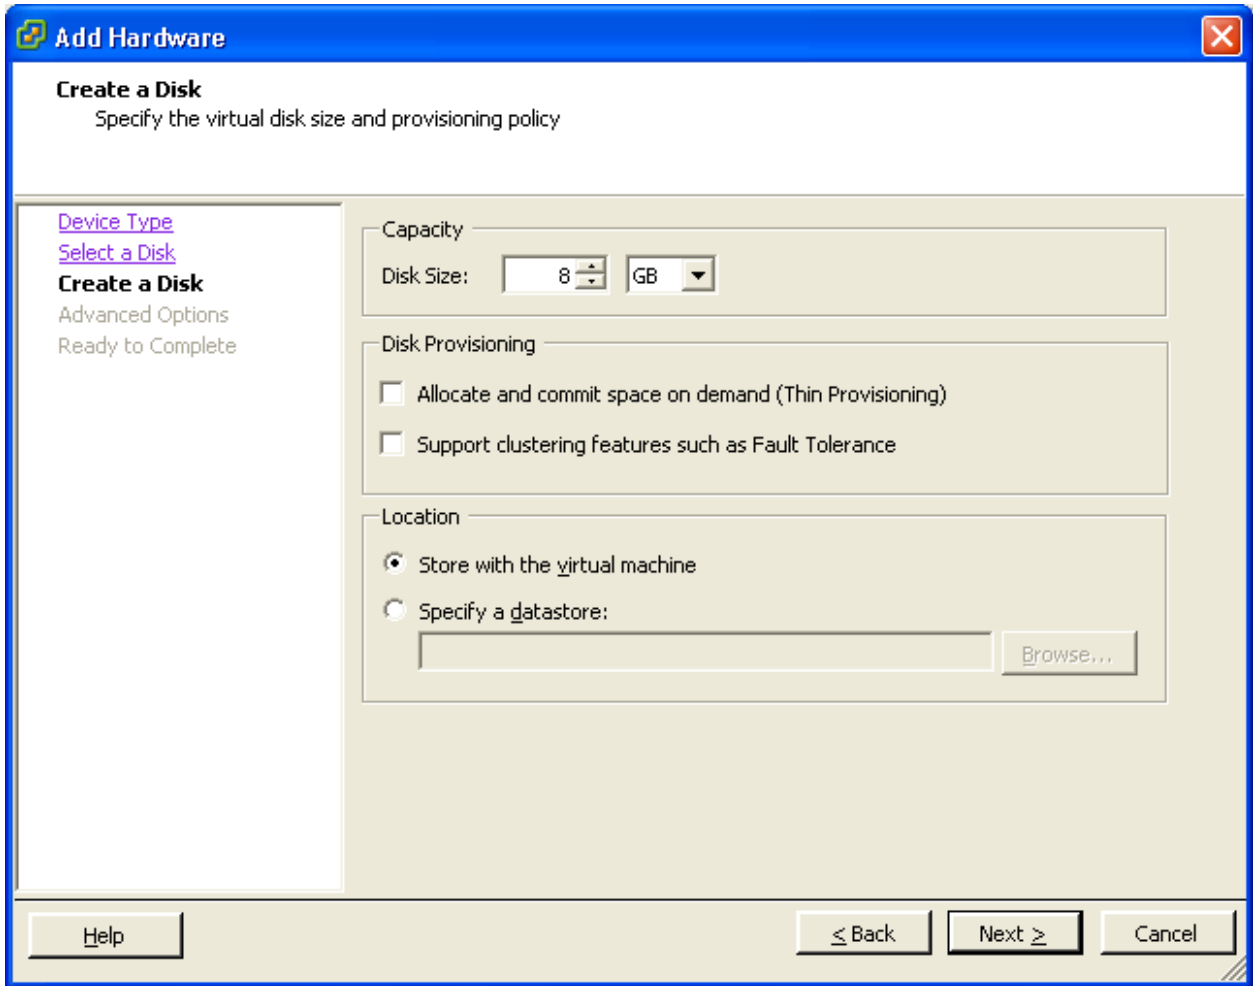 Add Hardware
Create a Disk
Specify the virtual disk size and provisioning policy
Device Type
Select a Disk
Create a Disk
Advanced Options
Ready to Complete
Capacity
Disk Size: 8 GB
Disk Provisioning
Allocate and commit space on demand (Thin Provisioning)
Support clustering features such as Fault Tolerance
Location
Store with the virtual machine
Specify a datastore:
Browse...
Help
< Back
Next >
Cancel